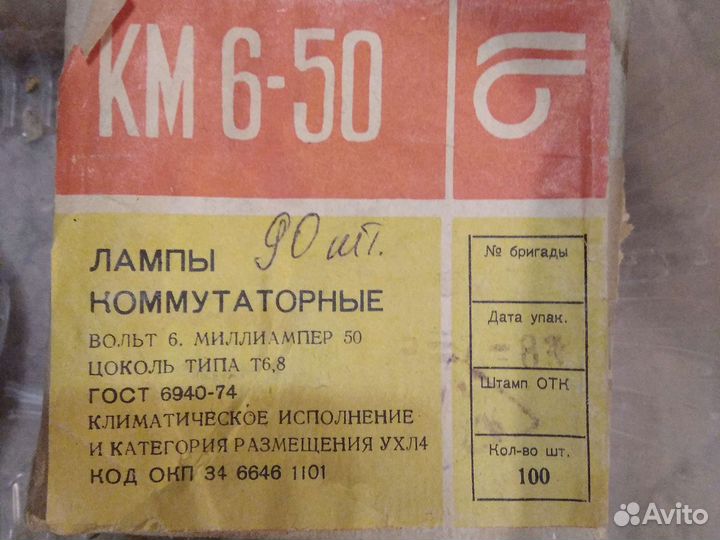 КМ 6-50
90 шт.
ЛАМПЫ
КОММУТАТОРНЫЕ
ВОЛЬТ 6. МИЛЛИАМПЕР 50
ЦОКОЛЬ ТИПА Т6,8
ГОСТ 6940-74
КЛИМАТИЧЕСКОЕ ИСПОЛНЕНИЕ
И КАТЕГОРИЯ РАЗМЕЩЕНИЯ УХЛ4
КОД ОКП 34 6646 1101
№ бригады
Дата упак.
Штамп ОТК
Кол-во шт.
100
Avito